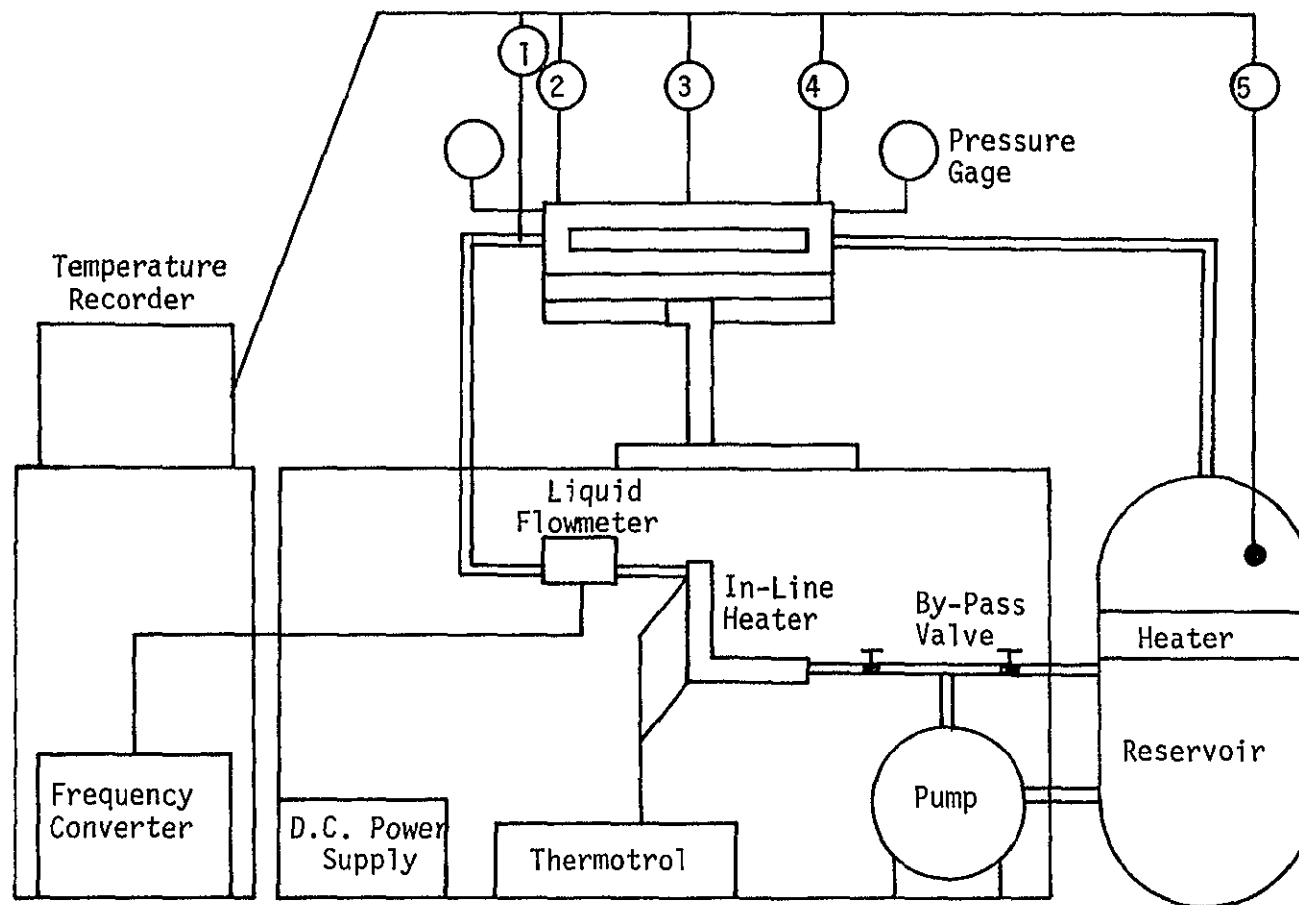 1
2
3
4
5
Pressure
Gage
Temperature
Recorder
Liquid
Flowmeter
In-Line
Heater
By-Pass
Valve
Heater
Reservoir
Pump
Frequency
Converter
D.C. Power
Supply
Thermotrol